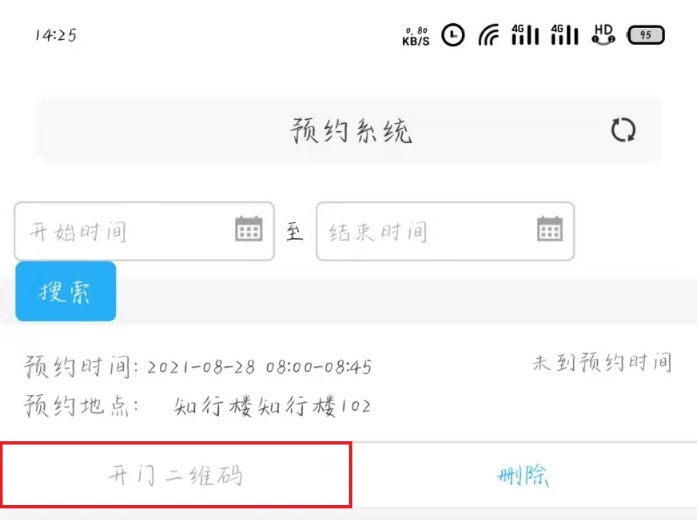 14:25 0.80 KB/S 4G 4G HD 1 2 95
预约系统
开始时间 至 结束时间
搜索
预约时间: 2021-08-28 08:00-08:45 未到预约时间
预约地点: 知行楼知行楼102
开门二维码 删除